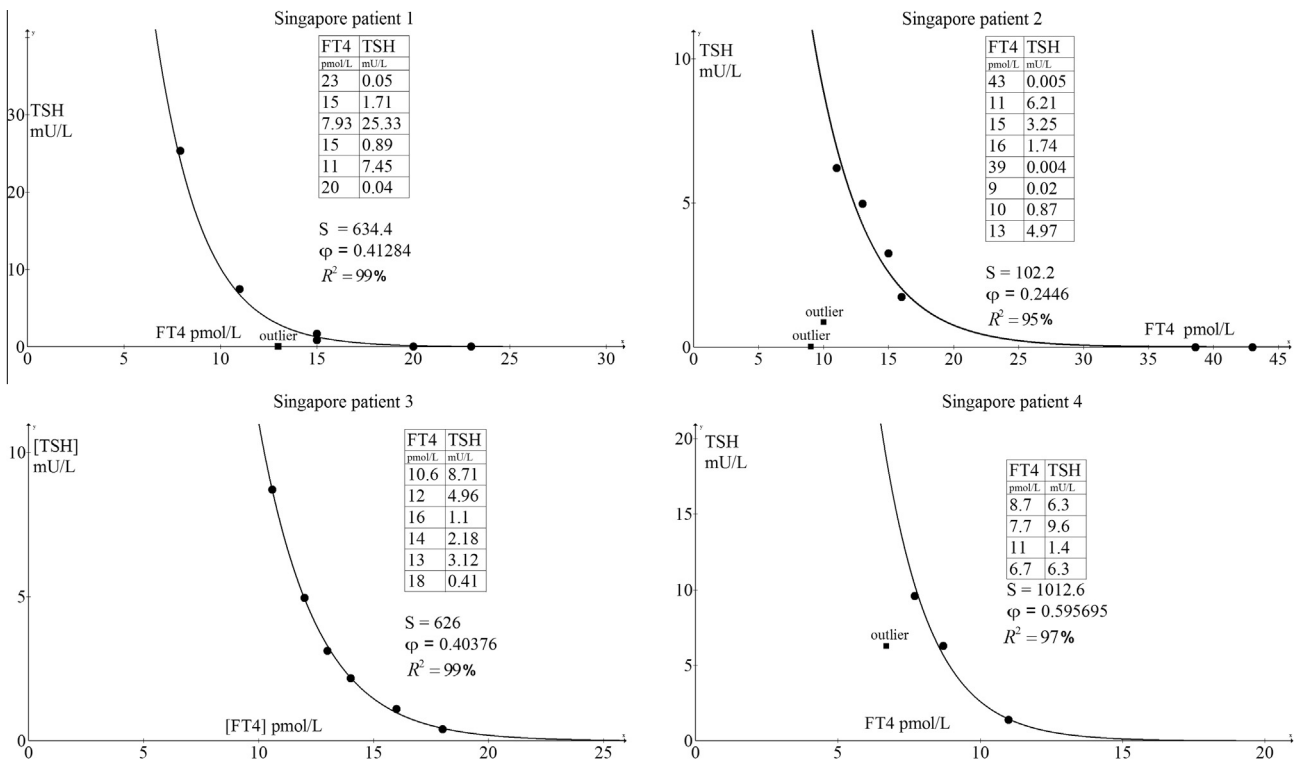 Singapore patient 1
y
TSH
mU/L
30
20
10
0
FT4 TSH
pmol/L mU/L
23 0.05
15 1.71
7.93 25.33
15 0.89
11 7.45
20 0.04
S = 634.4
φ = 0.41284
R² = 99%
FT4 pmol/L
outlier
x
0 5 10 15 20 25 30
Singapore patient 2
y
10
TSH
mU/L
5
0
FT4 TSH
pmol/L mU/L
43 0.005
11 6.21
15 3.25
16 1.74
39 0.004
9 0.02
10 0.87
13 4.97
S = 102.2
φ = 0.2446
R² = 95%
outlier
outlier
FT4 pmol/L
x
0 5 10 15 20 25 30 35 40 45
Singapore patient 3
y
[TSH]
mU/L
10
5
0
FT4 TSH
pmol/L mU/L
10.6 8.71
12 4.96
16 1.1
14 2.18
13 3.12
18 0.41
S = 626
φ = 0.40376
R² = 99%
[FT4] pmol/L
x
0 5 10 15 20 25
Singapore patient 4
y
20
TSH
mU/L
15
10
5
0
FT4 TSH
pmol/L mU/L
8.7 6.3
7.7 9.6
11 1.4
6.7 6.3
S = 1012.6
φ = 0.595695
R² = 97%
outlier
FT4 pmol/L
x
0 5 10 15 20